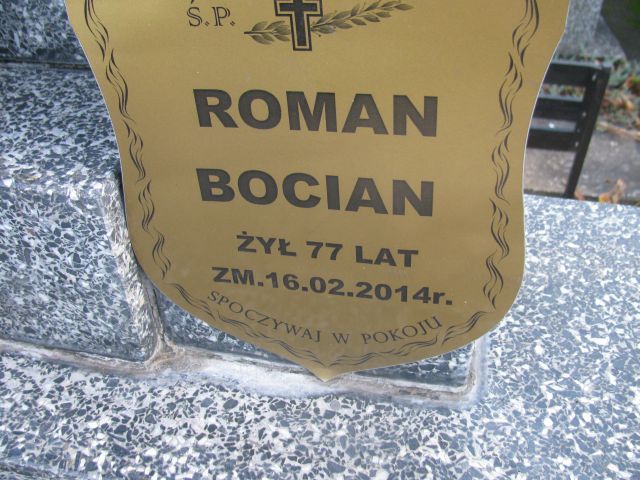 Ś.P.
ROMAN
BOCIAN
ŻYŁ 77 LAT
ZM.16.02.2014r.
SPOCZYWAJ W POKOJU